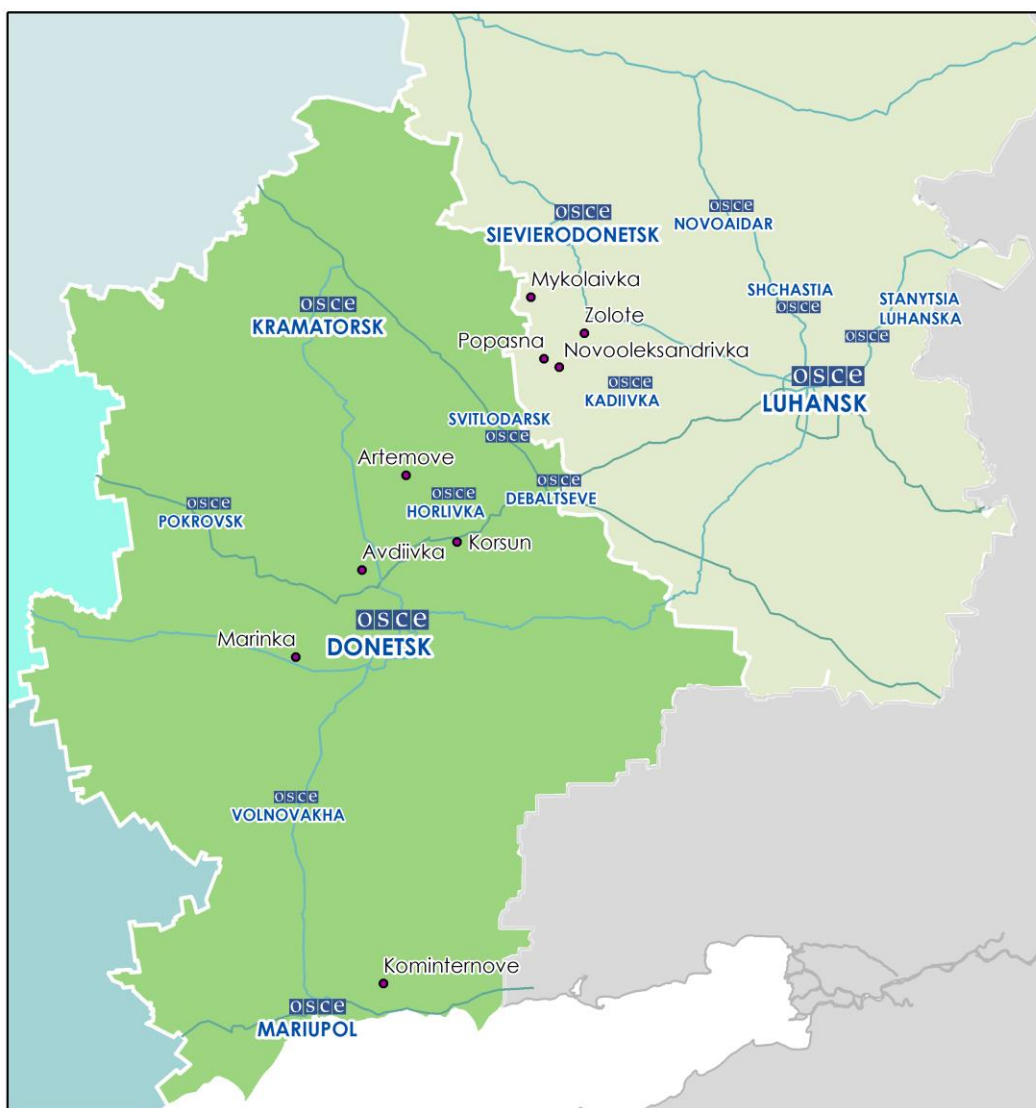 osce
SIEVIERODONETSK
osce
NOVOAIDAR
Mykolaivka
osce
KRAMATORSK
SHCHASTIA
osce
STANYTSIA
LUHANSKA
osce
Zolote
Popasna
Novooleksandrivka
osce
KADIIVKA
osce
LUHANSK
SVITLODARSK
osce
Artemove
osce
HORLIVKA
osce
DEBALTSEVE
osce
POKROVSK
Avdiivka
Korsun
osce
DONETSK
Marinka
osce
VOLNOVAKHA
Kominternove
osce
MARIUPOL